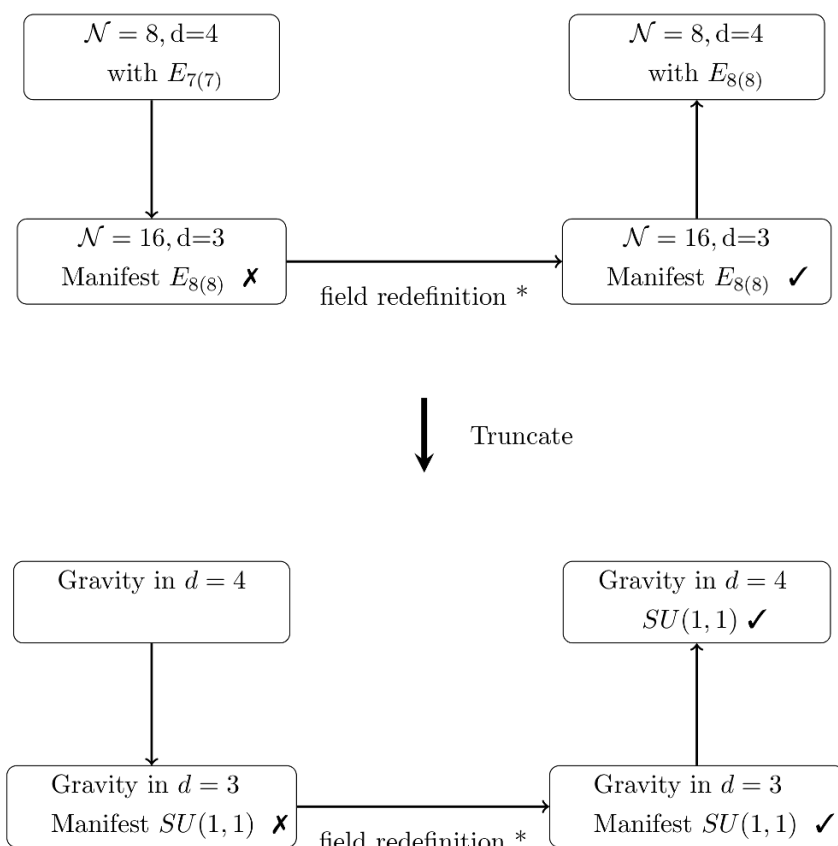 𝒩 = 8, d=4
with E₇₍₇₎
𝒩 = 8, d=4
with E₈₍₈₎
𝒩 = 16, d=3
Manifest E₈₍₈₎ ✗
field redefinition *
𝒩 = 16, d=3
Manifest E₈₍₈₎ ✓
Truncate
Gravity in d = 4
Gravity in d = 4
SU(1, 1) ✓
Gravity in d = 3
Manifest SU(1, 1) ✗
field redefinition *
Gravity in d = 3
Manifest SU(1, 1) ✓